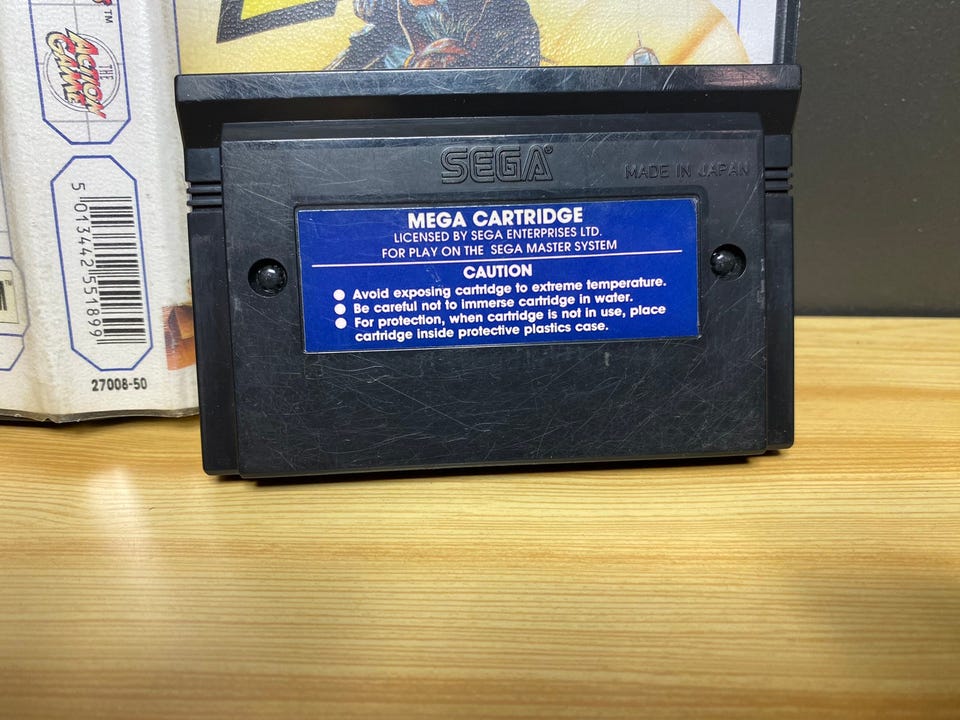 TM
THE
ACTION
GAME
5 013442 551899
27008-50
SEGA®
MADE IN JAPAN
MEGA CARTRIDGE
LICENSED BY SEGA ENTERPRISES LTD.
FOR PLAY ON THE SEGA MASTER SYSTEM
CAUTION
● Avoid exposing cartridge to extreme temperature.
● Be careful not to immerse cartridge in water.
● For protection, when cartridge is not in use, place
cartridge inside protective plastics case.